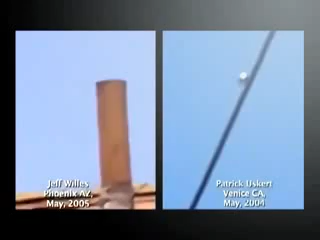 Jeff Willes
Phoenix AZ,
May, 2005
Patrick Uskert
Venice CA,
May, 2004